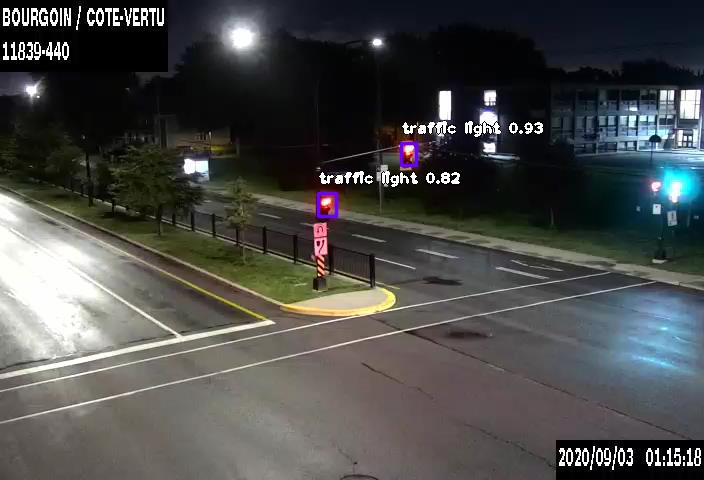 BOURGOIN / COTE-VERTU
11839-440
traffic light 0.93
traffic light 0.82
2020/09/03 01:15:18